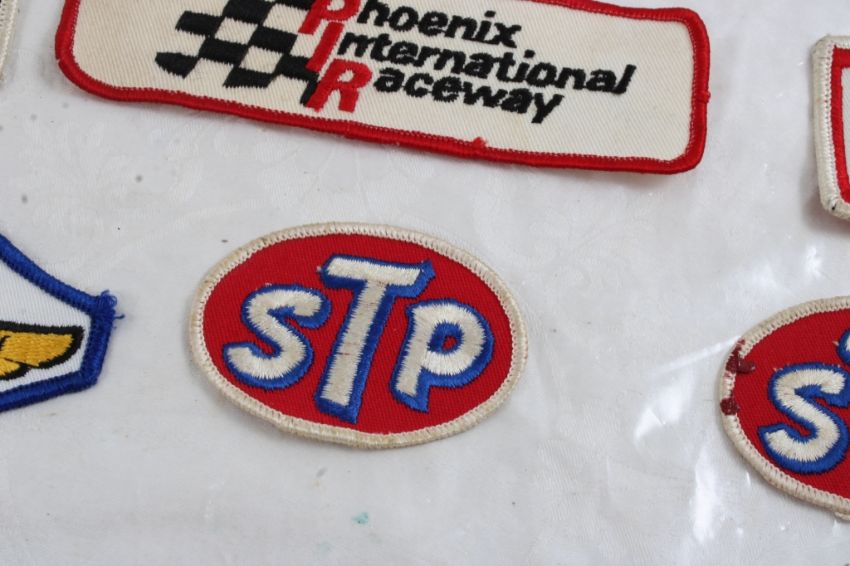 Phoenix
International
Raceway
STP
S